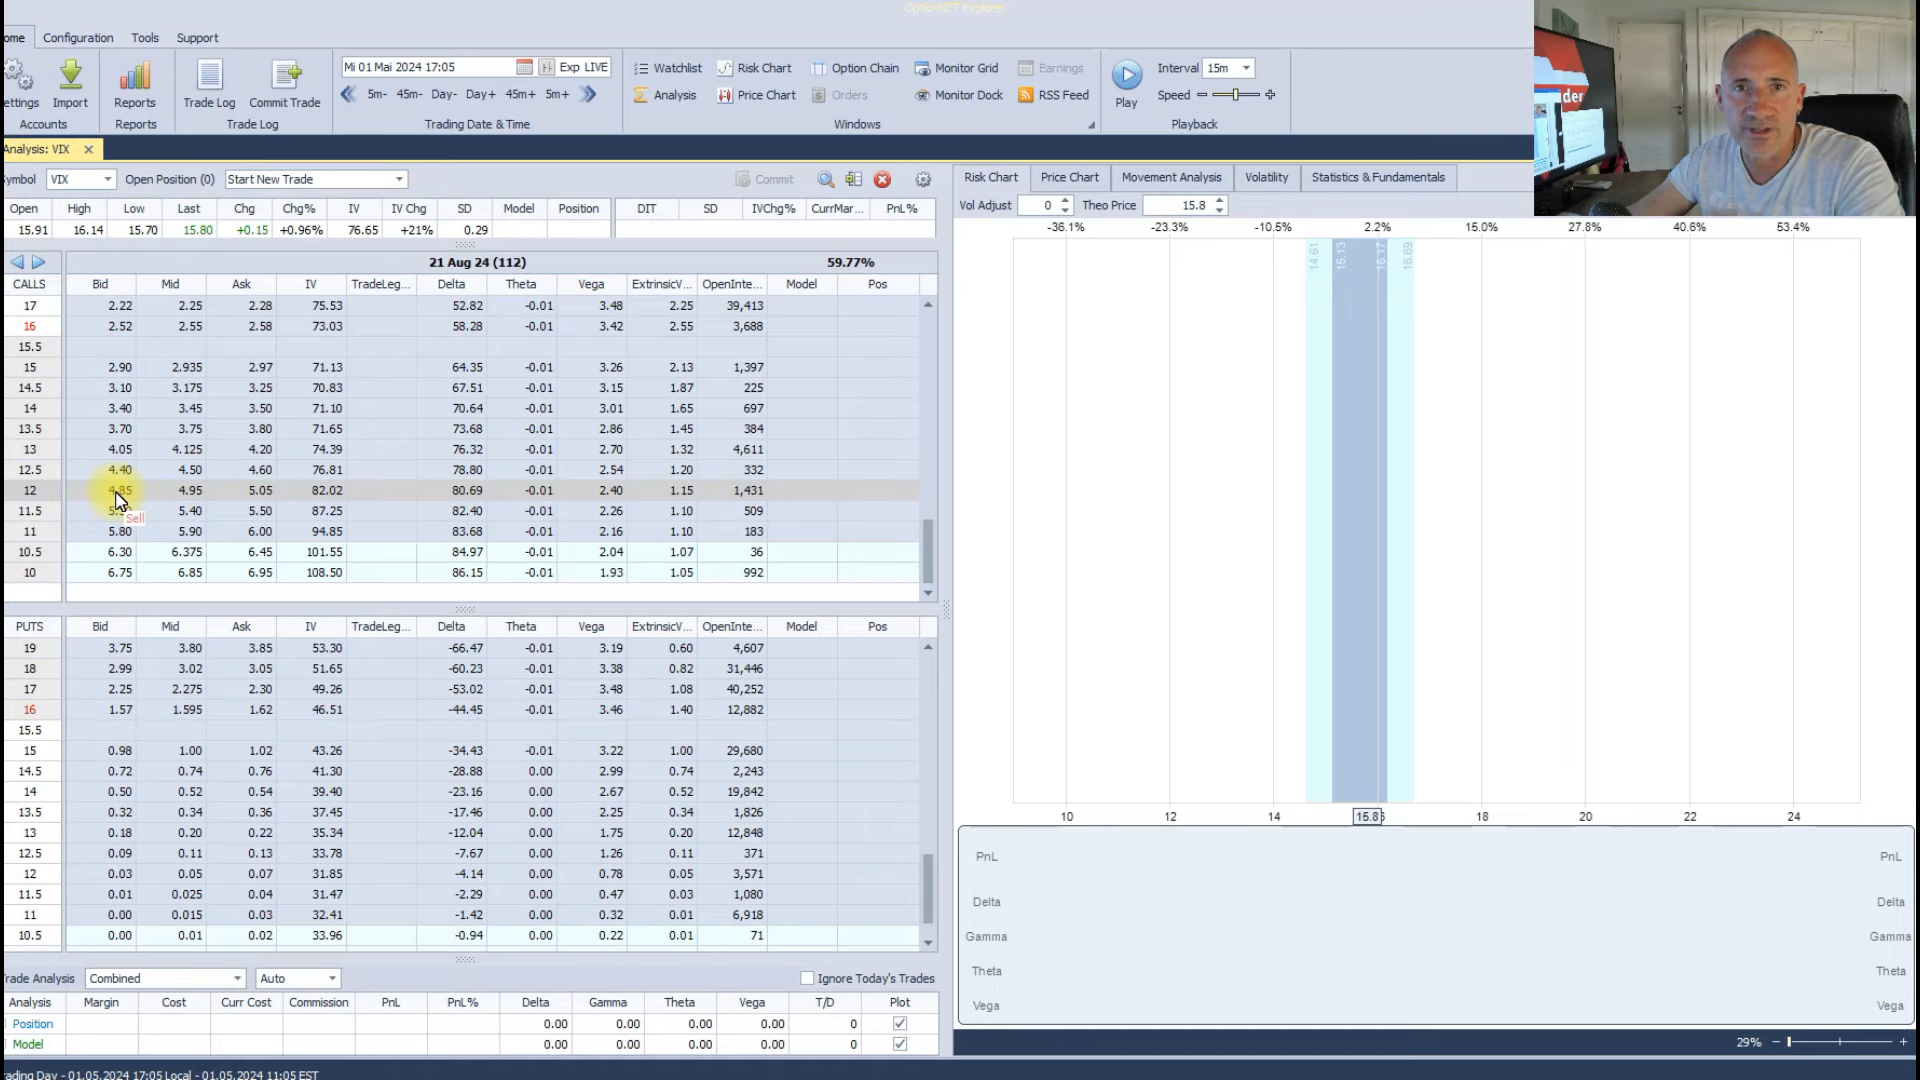 OptionNET Explorer
ome Configuration Tools Support
ettings Import Accounts
Reports Reports
Trade Log Commit Trade Trade Log
Mi 01 Mai 2024 17:05 Exp LIVE
5m- 45m- Day- Day+ 45m+ 5m+
Trading Date & Time
Watchlist Risk Chart Option Chain Monitor Grid Earnings
Analysis Price Chart Orders Monitor Dock RSS Feed
Windows
Play Interval 15m
Speed
Playback
der
Analysis: VIX
ymbol VIX Open Position (0) Start New Trade Commit
Open High Low Last Chg Chg% IV IV Chg SD Model Position DIT SD IVChg% CurrMar... PnL%
15.91 16.14 15.70 15.80 +0.15 +0.96% 76.65 +21% 0.29
21 Aug 24 (112) 59.77%
CALLS Bid Mid Ask IV TradeLeg... Delta Theta Vega ExtrinsicV... OpenInte... Model Pos
17 2.22 2.25 2.28 75.53 52.82 -0.01 3.48 2.25 39,413
16 2.52 2.55 2.58 73.03 58.28 -0.01 3.42 2.55 3,688
15.5
15 2.90 2.935 2.97 71.13 64.35 -0.01 3.26 2.13 1,397
14.5 3.10 3.175 3.25 70.83 67.51 -0.01 3.15 1.87 225
14 3.40 3.45 3.50 71.10 70.64 -0.01 3.01 1.65 697
13.5 3.70 3.75 3.80 71.65 73.68 -0.01 2.86 1.45 384
13 4.05 4.125 4.20 74.39 76.32 -0.01 2.70 1.32 4,611
12.5 4.40 4.50 4.60 76.81 78.80 -0.01 2.54 1.20 332
12 4.85 4.95 5.05 82.02 80.69 -0.01 2.40 1.15 1,431
11.5 5.40 5.50 87.25 82.40 -0.01 2.26 1.10 509
Sell
11 5.80 5.90 6.00 94.85 83.68 -0.01 2.16 1.10 183
10.5 6.30 6.375 6.45 101.55 84.97 -0.01 2.04 1.07 36
10 6.75 6.85 6.95 108.50 86.15 -0.01 1.93 1.05 992
PUTS Bid Mid Ask IV TradeLeg... Delta Theta Vega ExtrinsicV... OpenInte... Model Pos
19 3.75 3.80 3.85 53.30 -66.47 -0.01 3.19 0.60 4,607
18 2.99 3.02 3.05 51.65 -60.23 -0.01 3.38 0.82 31,446
17 2.25 2.275 2.30 49.26 -53.02 -0.01 3.48 1.08 40,252
16 1.57 1.595 1.62 46.51 -44.45 -0.01 3.46 1.40 12,882
15.5
15 0.98 1.00 1.02 43.26 -34.43 -0.01 3.22 1.00 29,680
14.5 0.72 0.74 0.76 41.30 -28.88 0.00 2.99 0.74 2,243
14 0.50 0.52 0.54 39.40 -23.16 0.00 2.67 0.52 19,842
13.5 0.32 0.34 0.36 37.45 -17.46 0.00 2.25 0.34 1,826
13 0.18 0.20 0.22 35.34 -12.04 0.00 1.75 0.20 12,848
12.5 0.09 0.11 0.13 33.78 -7.67 0.00 1.26 0.11 371
12 0.03 0.05 0.07 31.85 -4.14 0.00 0.78 0.05 3,571
11.5 0.01 0.025 0.04 31.47 -2.29 0.00 0.47 0.03 1,080
11 0.00 0.015 0.03 32.41 -1.42 0.00 0.32 0.01 6,918
10.5 0.00 0.01 0.02 33.96 -0.94 0.00 0.22 0.01 71
rade Analysis Combined Auto Ignore Today's Trades
Analysis Margin Cost Curr Cost Commission PnL PnL% Delta Gamma Theta Vega T/D Plot
Position 0.00 0.00 0.00 0.00 0
Model 0.00 0.00 0.00 0.00 0
Risk Chart Price Chart Movement Analysis Volatility Statistics & Fundamentals
Vol Adjust 0 Theo Price 15.8
-36.1% -23.3% -10.5% 2.2% 15.0% 27.8% 40.6% 53.4%
14.61 15.13 16.17 16.69
10 12 14 15.8 18 20 22 24
PnL PnL
Delta Delta
Gamma Gamma
Theta Theta
Vega Vega
29%
rading Day - 01.05.2024 17:05 Local - 01.05.2024 11:05 EST